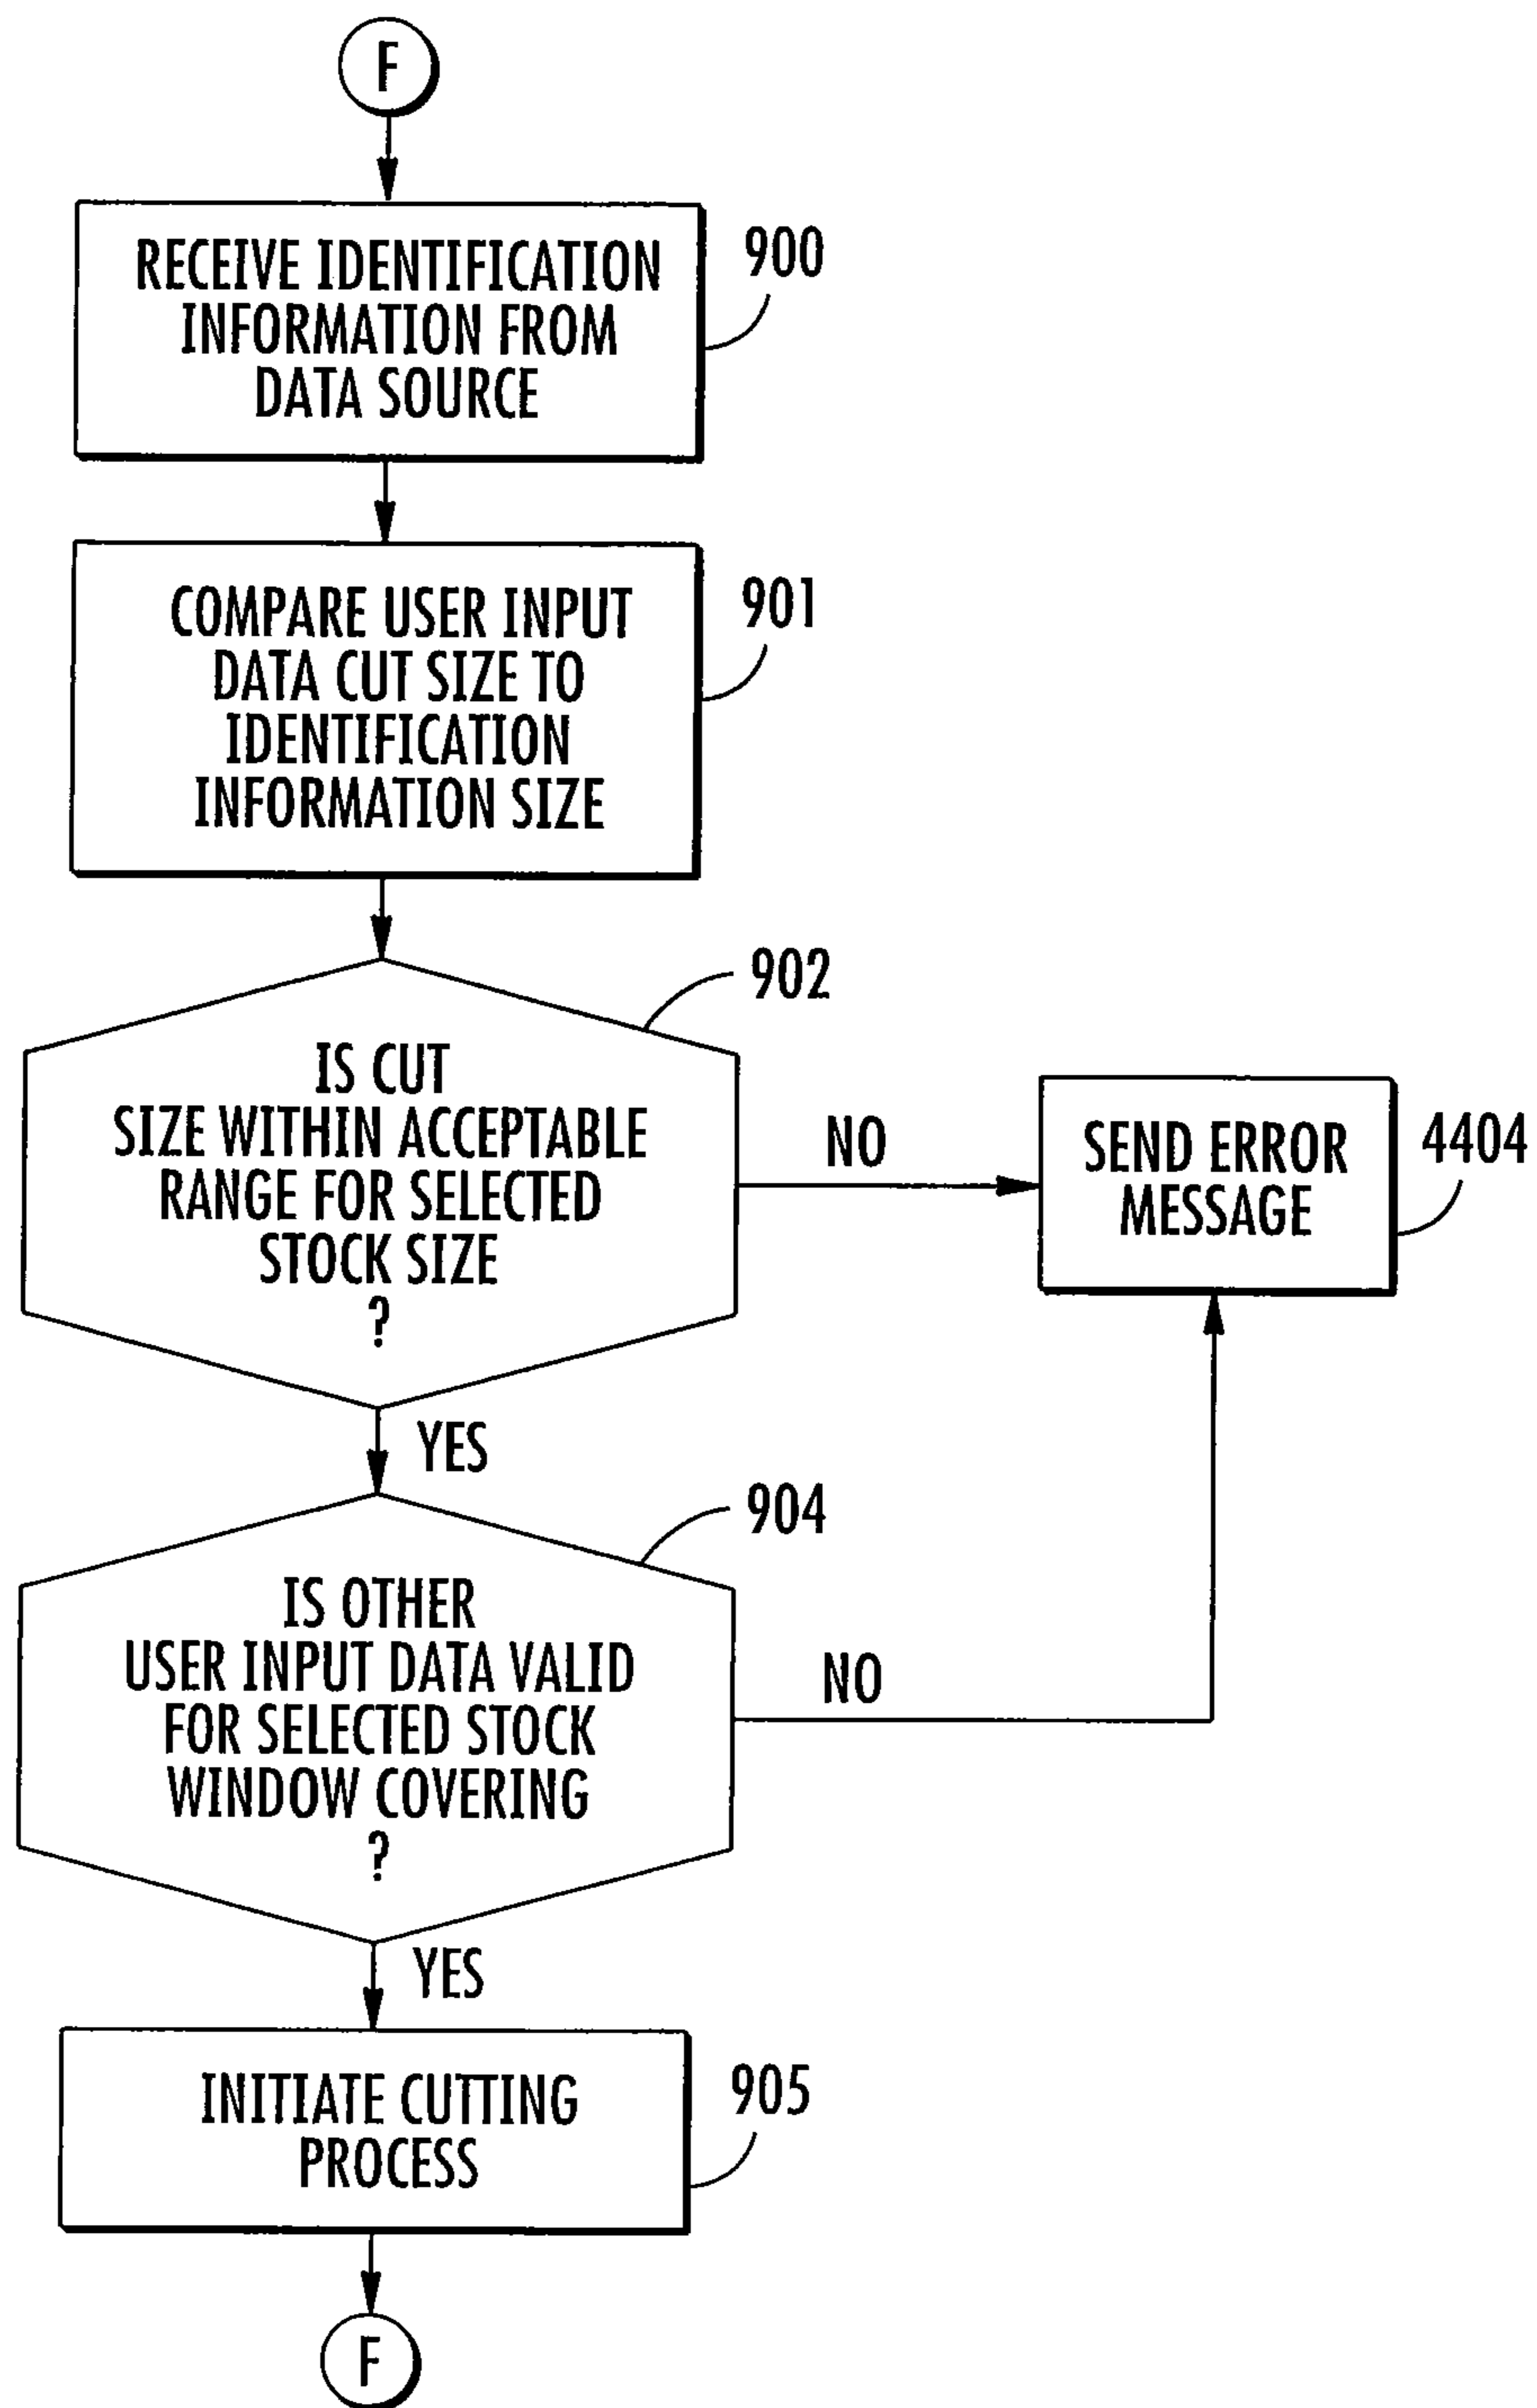 F
RECEIVE IDENTIFICATION
INFORMATION FROM
DATA SOURCE
900
COMPARE USER INPUT
DATA CUT SIZE TO
IDENTIFICATION
INFORMATION SIZE
901
902
IS CUT
SIZE WITHIN ACCEPTABLE
RANGE FOR SELECTED
STOCK SIZE
?
NO
SEND ERROR
MESSAGE
4404
YES
904
IS OTHER
USER INPUT DATA VALID
FOR SELECTED STOCK
WINDOW COVERING
?
NO
YES
INITIATE CUTTING
PROCESS
905
F